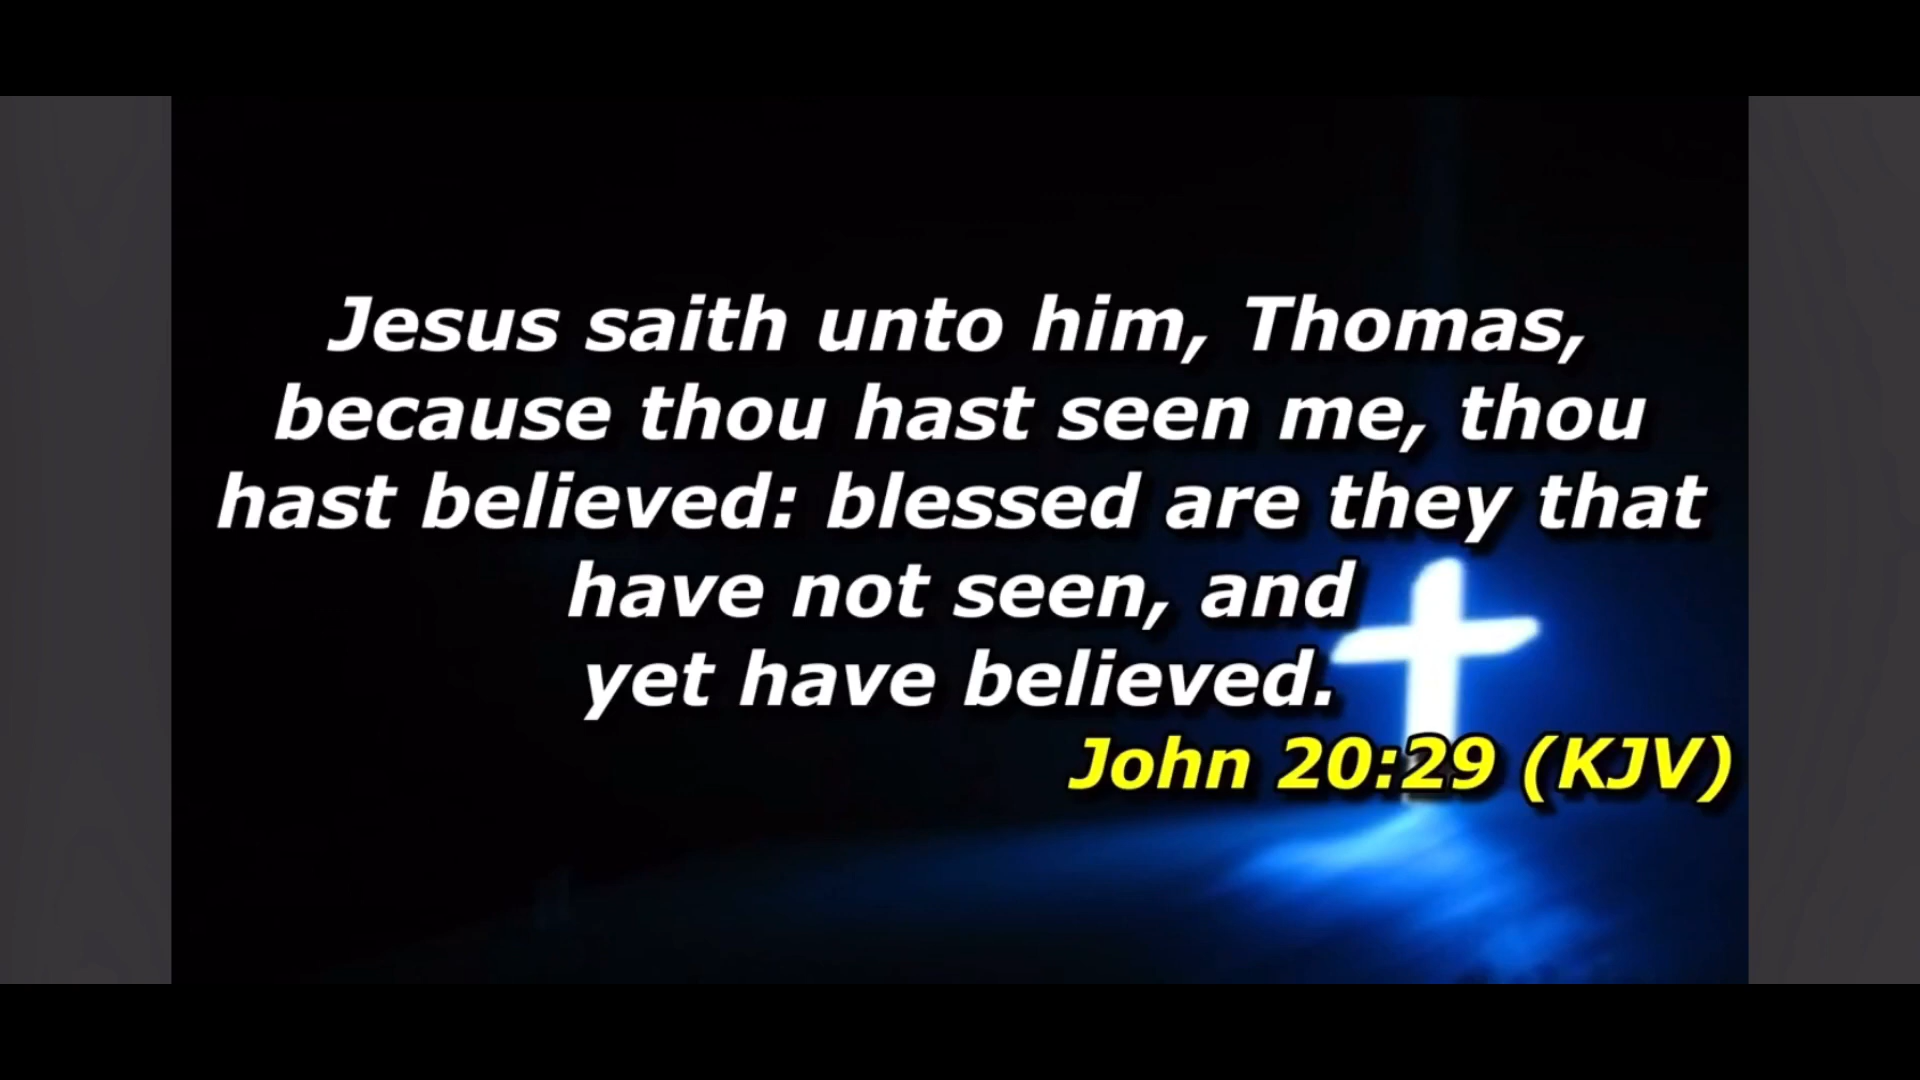 Jesus saith unto him, Thomas,
because thou hast seen me, thou
hast believed: blessed are they that
have not seen, and
yet have believed.
John 20:29 (KJV)